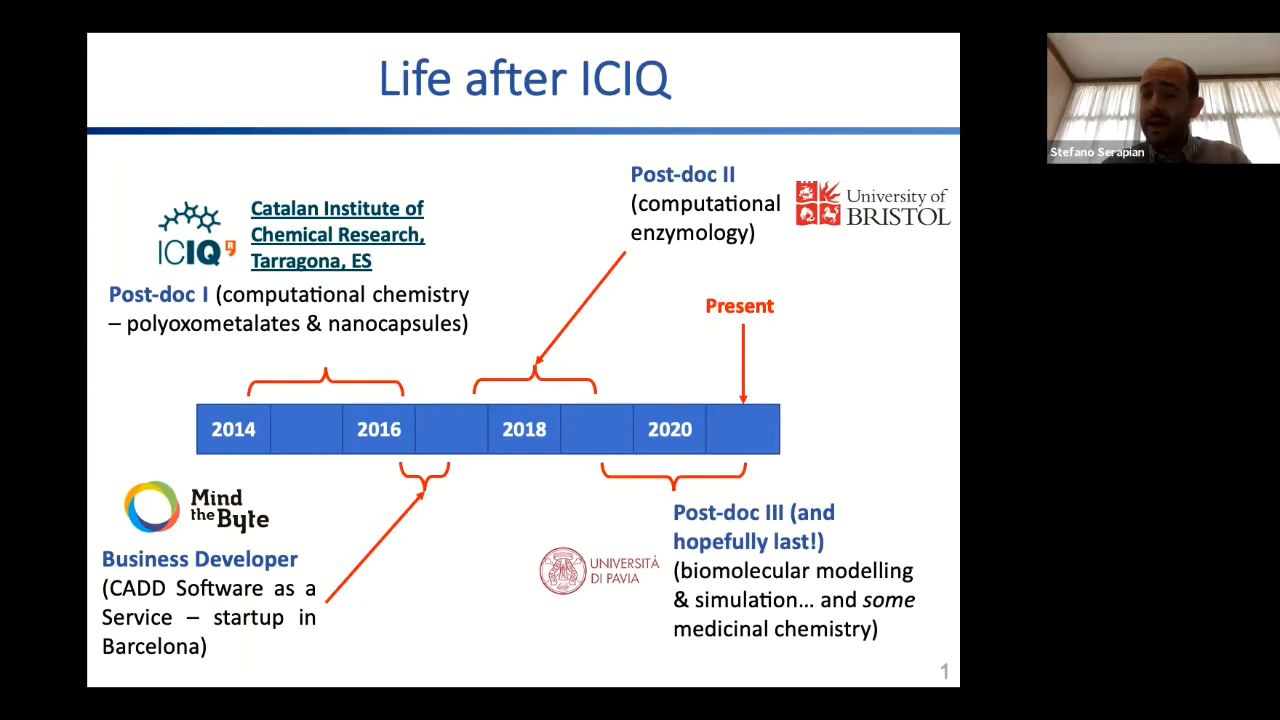 Life after ICIQ
Stefano Serapian
ICIQ
Catalan Institute of
Chemical Research,
Tarragona, ES
Post-doc I (computational chemistry
– polyoxometalates & nanocapsules)
Post-doc II
(computational
enzymology)
University of
BRISTOL
Present
2014
2016
2018
2020
Mind
the Byte
Business Developer
(CADD Software as a
Service – startup in
Barcelona)
UNIVERSITÀ
DI PAVIA
Post-doc III (and
hopefully last!)
(biomolecular modelling
& simulation... and some
medicinal chemistry)
1